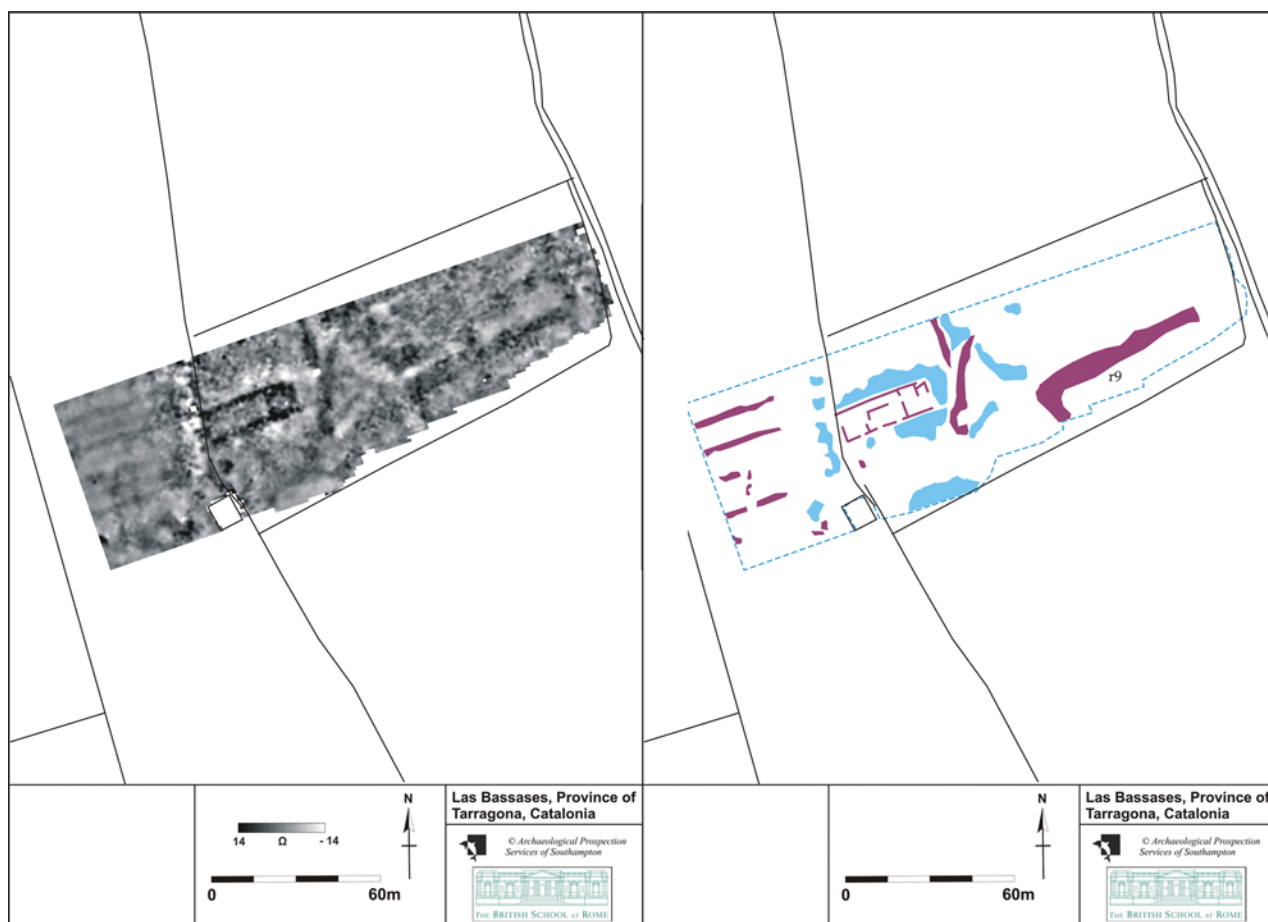 r9
N
14 Ω - 14
0 60m
Las Bassases, Province of
Tarragona, Catalonia
© Archaeological Prospection
Services of Southampton
THE BRITISH SCHOOL AT ROME
N
0 60m
Las Bassases, Province of
Tarragona, Catalonia
© Archaeological Prospection
Services of Southampton
THE BRITISH SCHOOL AT ROME